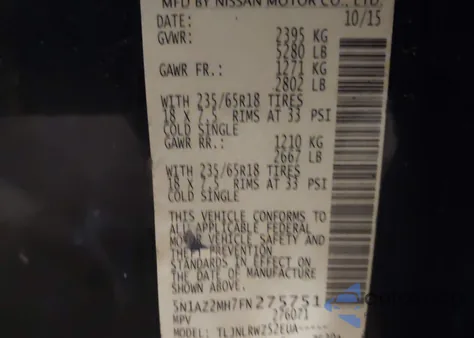 MFD BY NISSAN MOTOR CO., LTD.
DATE: 10/15
GVWR: 2395 KG
5280 LB
GAWR FR.: 1271 KG
2802 LB
WITH 235/65R18 TIRES
18 X 7.5 RIMS AT 33 PSI
COLD SINGLE
GAWR RR.: 1210 KG
2667 LB
WITH 235/65R18 TIRES
18 X 7.5 RIMS AT 33 PSI
COLD SINGLE
THIS VEHICLE CONFORMS TO
ALL APPLICABLE FEDERAL
MOTOR VEHICLE SAFETY AND
THEFT PREVENTION
STANDARDS IN EFFECT ON
THE DATE OF MANUFACTURE
SHOWN ABOVE.
5N1AZ2MH7FN275751
MPV 276071
MODEL: TLJNLRWZ52EUA-----